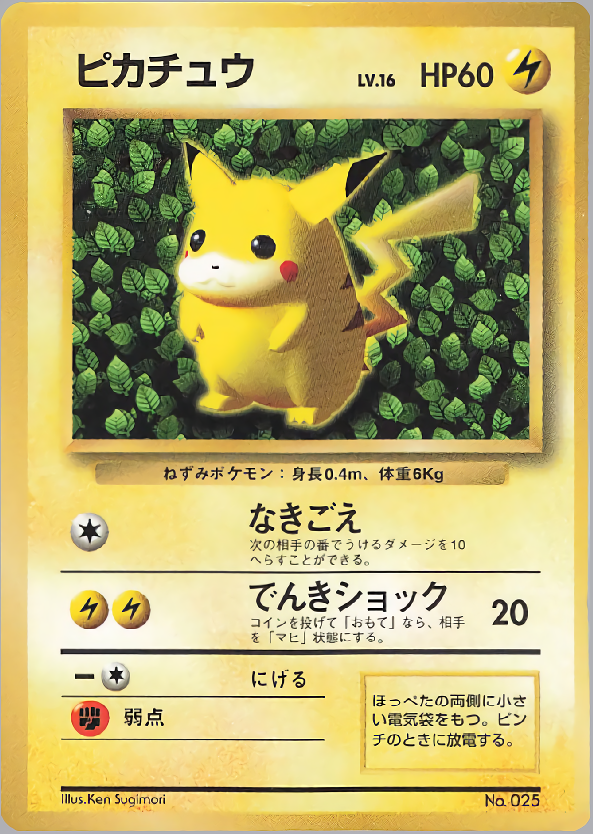 ピカチュウ LV.16 HP60
ねずみポケモン：身長0.4m、体重6Kg
なきごえ
次の相手の番でうけるダメージを10
へらすことができる。
でんきショック 20
コインを投げて「おもて」なら、相手
を「マヒ」状態にする。
にげる
弱点
ほっぺたの両側に小さ
い電気袋をもつ。ピン
チのときに放電する。
Illus.Ken Sugimori No. 025